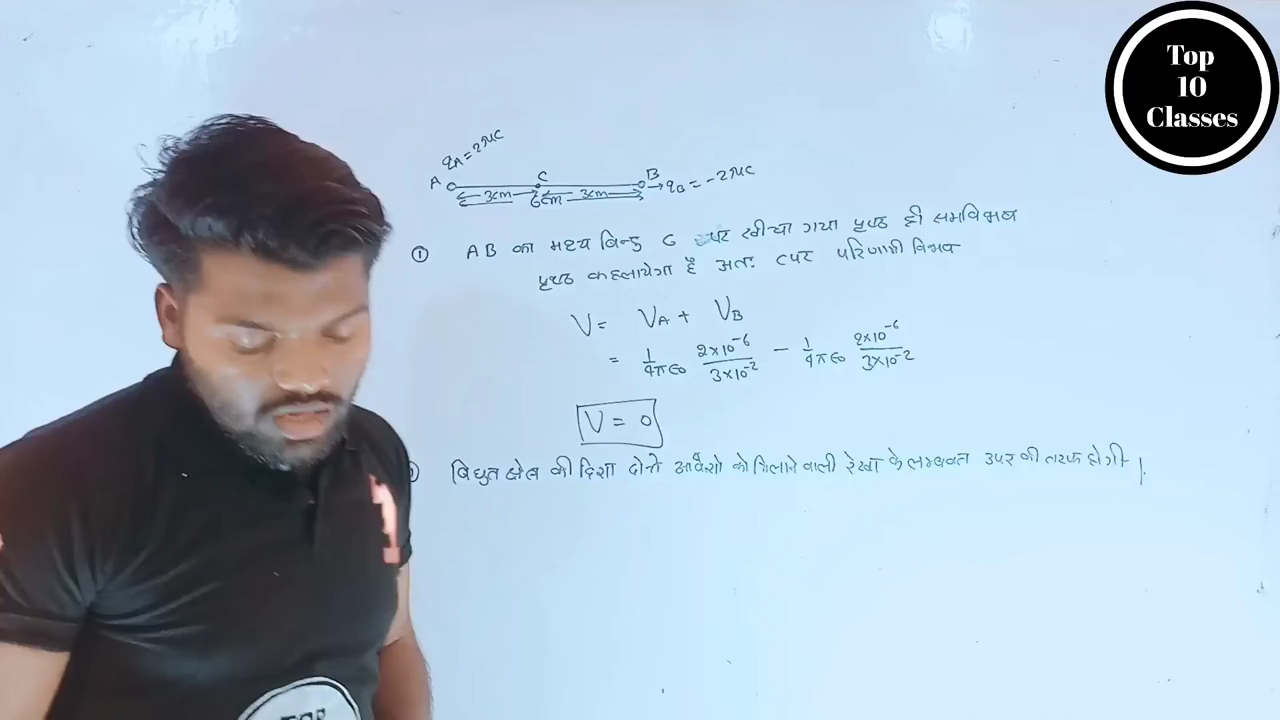 Top
10
Classes
qA = 2μC
A C B → qB = -2μC
3cm 3cm
6cm
① AB का मध्य बिन्दु C पर खींचा गया पृष्ठ ही समविभव
पृष्ठ कहलायेगा है अतः C पर परिणामी विभव
V = VA + VB
= 1/4πϵ0 2×10^-6/3×10^-2 - 1/4πϵ0 2×10^-6/3×10^-2
V = 0
विधुत क्षेत्र की दिशा दोनो आवेशो को मिलाने वाली रेखा के लम्बवत उपर की तरफ होगी।
TOP